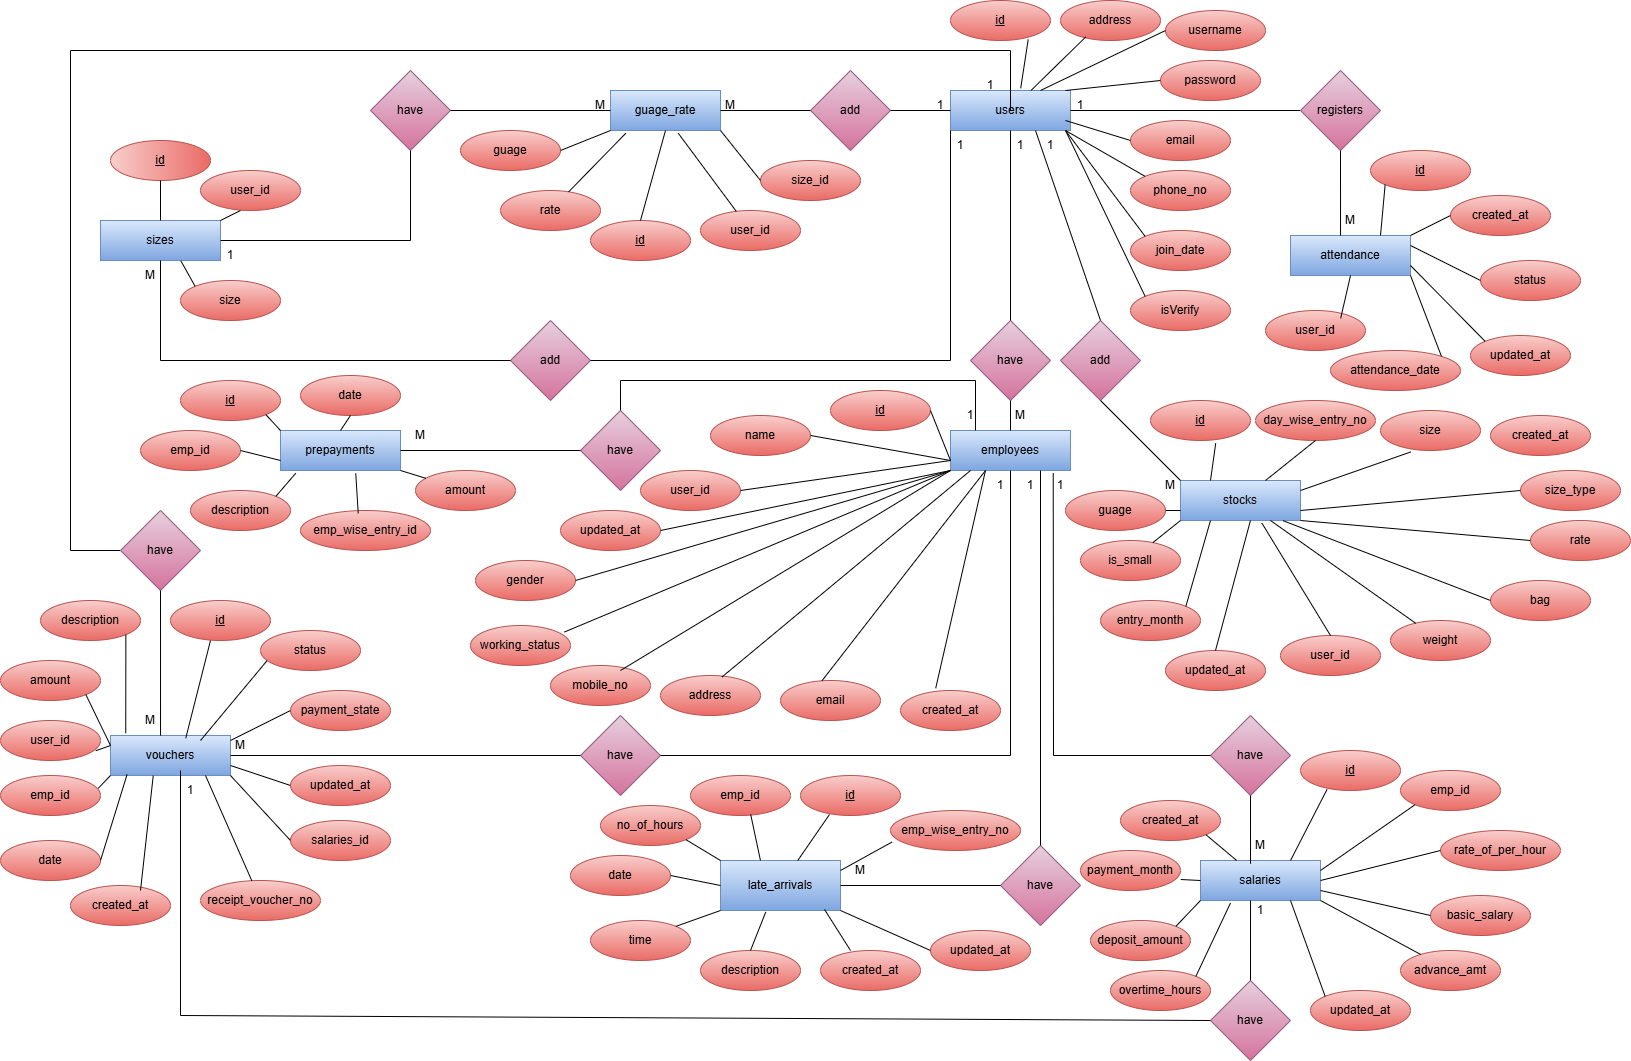 id
address
username
password
have
M
guage_rate
M
add
1
1
users
1
registers
guage
rate
id
user_id
size_id
1
1
1
email
phone_no
join_date
isVerify
id
user_id
sizes
1
M
size
id
created_at
M
attendance
status
user_id
updated_at
attendance_date
add
have
add
id
date
emp_id
prepayments
M
description
emp_wise_entry_id
amount
have
1
M
id
name
employees
user_id
updated_at
gender
working_status
mobile_no
address
email
created_at
1
1
1
id
day_wise_entry_no
size
created_at
M
stocks
size_type
guage
rate
is_small
bag
entry_month
weight
updated_at
user_id
have
description
id
status
amount
payment_state
M
user_id
vouchers
M
updated_at
emp_id
1
salaries_id
date
created_at
receipt_voucher_no
have
have
emp_id
id
no_of_hours
emp_wise_entry_no
date
late_arrivals
M
have
time
description
created_at
updated_at
id
emp_id
created_at
rate_of_per_hour
M
payment_month
salaries
1
basic_salary
deposit_amount
advance_amt
overtime_hours
updated_at
have